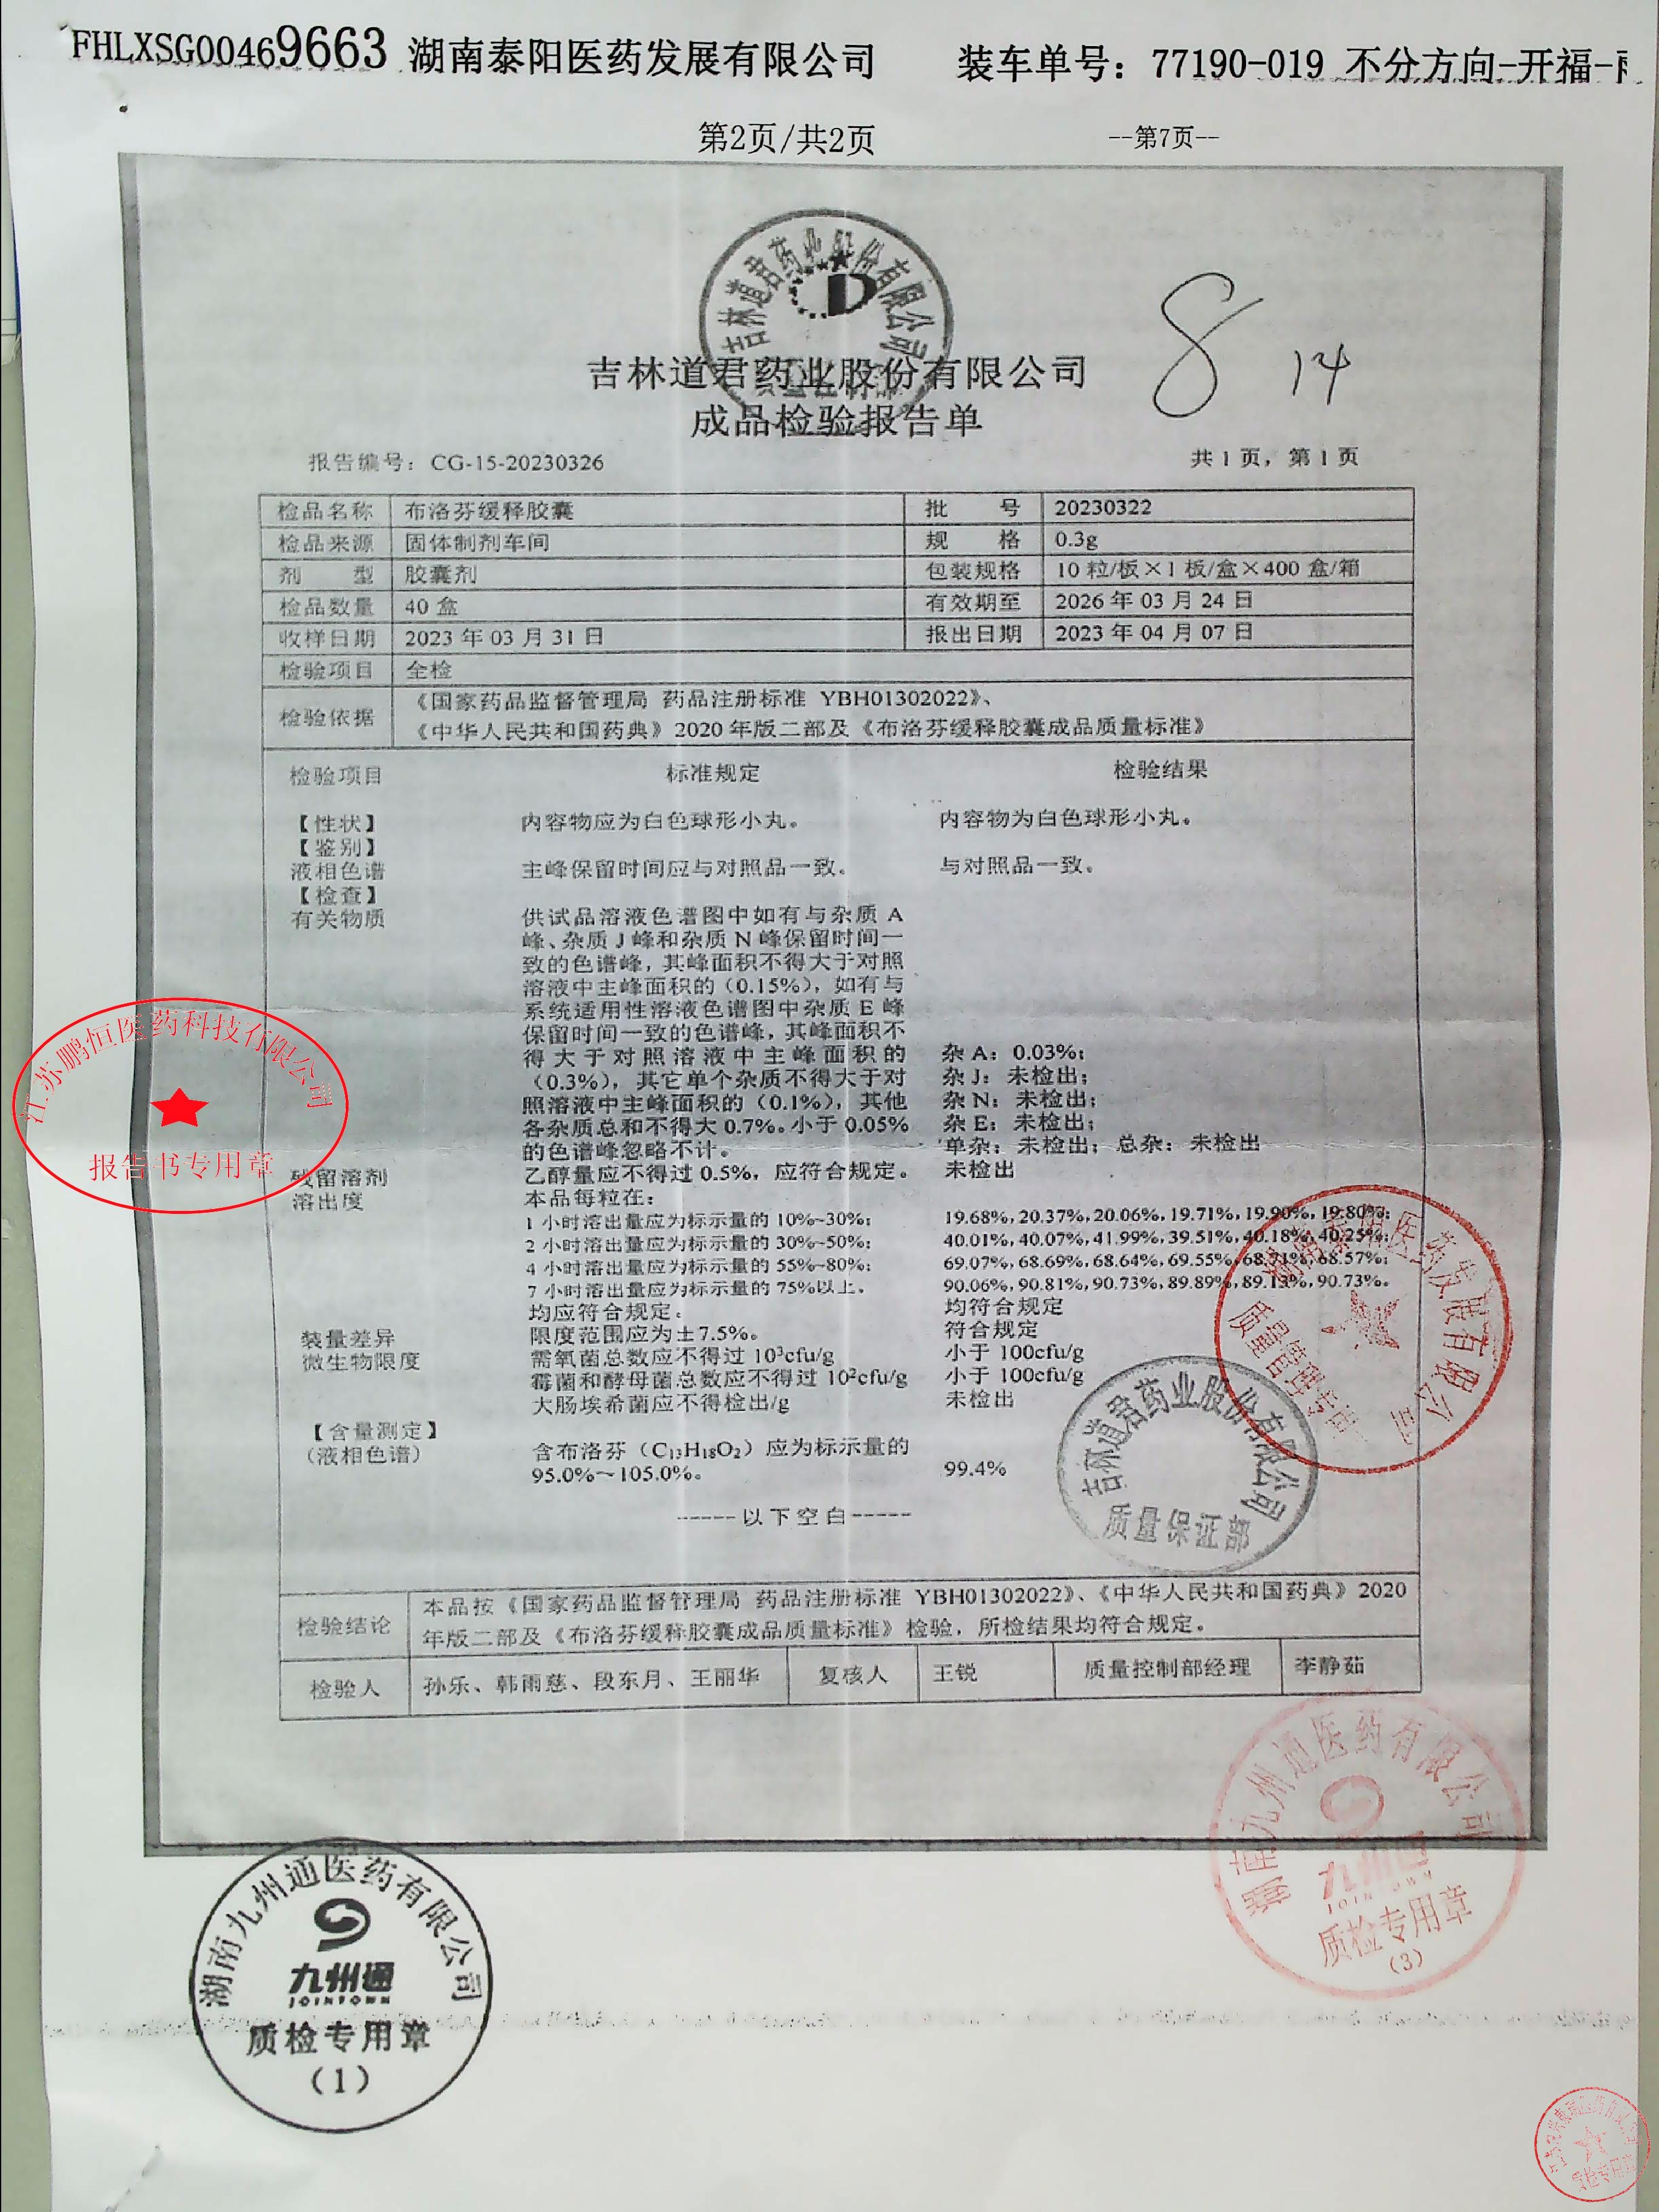 FHLXSG00469663 湖南泰阳医药发展有限公司 装车单号：77190-019 不分方向-开福-
第2页/共2页 --第7页--
吉林道君药业股份有限公司
8 14
吉林道君药业股份有限公司
成品检验报告单
报告编号：CG-15-20230326 共1页，第1页
检品名称 布洛芬缓释胶囊 批 号 20230322
检品来源 固体制剂车间 规 格 0.3g
剂 型 胶囊剂 包装规格 10粒/板×1板/盒×400盒/箱
检品数量 40盒 有效期至 2026年03月24日
收样日期 2023年03月31日 报出日期 2023年04月07日
检验项目 全检
检验依据 《国家药品监督管理局 药品注册标准 YBH01302022》、
《中华人民共和国药典》2020年版二部及《布洛芬缓释胶囊成品质量标准》
检验项目 标准规定 检验结果
【性状】 内容物应为白色球形小丸。 内容物为白色球形小丸。
【鉴别】
液相色谱 主峰保留时间应与对照品一致。 与对照品一致。
【检查】
有关物质 供试品溶液色谱图中如有与杂质A
峰、杂质J峰和杂质N峰保留时间一
致的色谱峰，其峰面积不得大于对照
溶液中主峰面积的（0.15%），如有与
系统适用性溶液色谱图中杂质E峰
保留时间一致的色谱峰，其峰面积不
得大于对照溶液中主峰面积的 杂A：0.03%；
（0.3%），其它单个杂质不得大于对 杂J：未检出；
照溶液中主峰面积的（0.1%），其他 杂N：未检出；
各杂质总和不得大0.7%。小于0.05% 杂E：未检出；
的色谱峰忽略不计。 单杂：未检出；总杂：未检出
残留溶剂 乙醇量应不得过0.5%，应符合规定。 未检出
溶出度 本品每粒在：
1小时溶出量应为标示量的10%~30%； 19.68%,20.37%,20.06%,19.71%,19.90%,19.80%;
2小时溶出量应为标示量的30%~50%； 40.01%,40.07%,41.99%,39.51%,40.18%,40.25%;
4小时溶出量应为标示量的55%~80%； 69.07%,68.69%,68.64%,69.55%,68.71%,68.57%;
7小时溶出量应为标示量的75%以上。 90.06%,90.81%,90.73%,89.89%,89.13%,90.73%。
均应符合规定。 均符合规定
装量差异 限度范围应为±7.5%。 符合规定
微生物限度 需氧菌总数应不得过10³cfu/g 小于100cfu/g
霉菌和酵母菌总数应不得过10²cfu/g 小于100cfu/g
大肠埃希菌应不得检出/g 未检出
【含量测定】
（液相色谱） 含布洛芬（C₁₃H₁₈O₂）应为标示量的
95.0%～105.0%。 99.4%
------以下空白------
检验结论 本品按《国家药品监督管理局 药品注册标准 YBH01302022》、《中华人民共和国药典》2020
年版二部及《布洛芬缓释胶囊成品质量标准》检验，所检结果均符合规定。
检验人 孙乐、韩雨慈、段东月、王丽华 复核人 王锐 质量控制部经理 李静茹
江苏鹏恒医药科技有限公司
报告书专用章
湖南泰阳医药发展有限公司
质量管理专用章
吉林道君药业股份有限公司
质量保证部
湖南九州通医药有限公司
九州通
JOINTOWN
质检专用章
（3）
湖南九州通医药有限公司
九州通
JOINTOWN
质检专用章
（1）